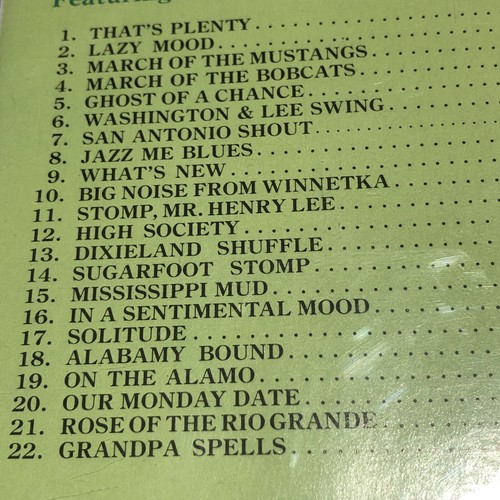 Featuring
1. THAT'S PLENTY
2. LAZY MOOD
3. MARCH OF THE MUSTANGS
4. MARCH OF THE BOBCATS
5. GHOST OF A CHANCE
6. WASHINGTON & LEE SWING
7. SAN ANTONIO SHOUT
8. JAZZ ME BLUES
9. WHAT'S NEW
10. BIG NOISE FROM WINNETKA
11. STOMP, MR. HENRY LEE
12. HIGH SOCIETY
13. DIXIELAND SHUFFLE
14. SUGARFOOT STOMP
15. MISSISSIPPI MUD
16. IN A SENTIMENTAL MOOD
17. SOLITUDE
18. ALABAMY BOUND
19. ON THE ALAMO
20. OUR MONDAY DATE
21. ROSE OF THE RIO GRANDE
22. GRANDPA SPELLS